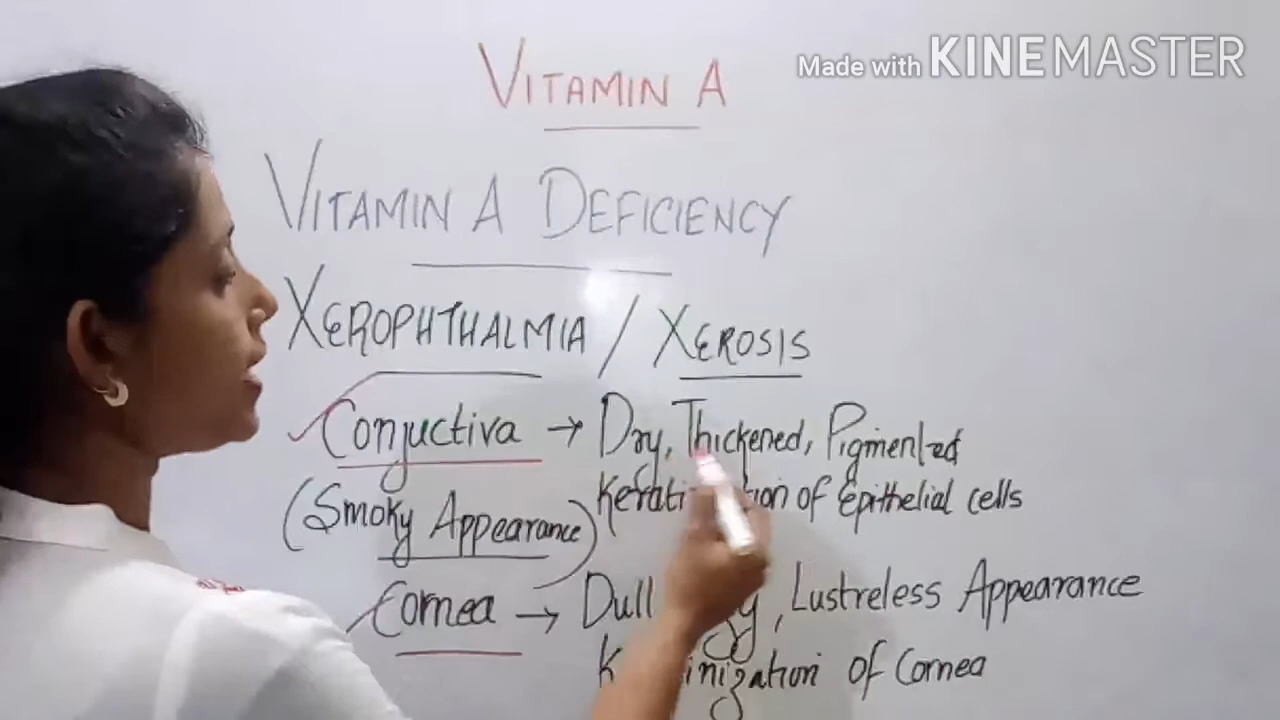 Made with KINEMASTER
VITAMIN A
VITAMIN A DEFICIENCY
XEROPHTHALMIA / XEROSIS
Conjuctiva → Dry, Thickened, Pigmented
(Smoky Appearance) of Epithelial cells
Cornea → Dull Lustreless Appearance
of Cornea